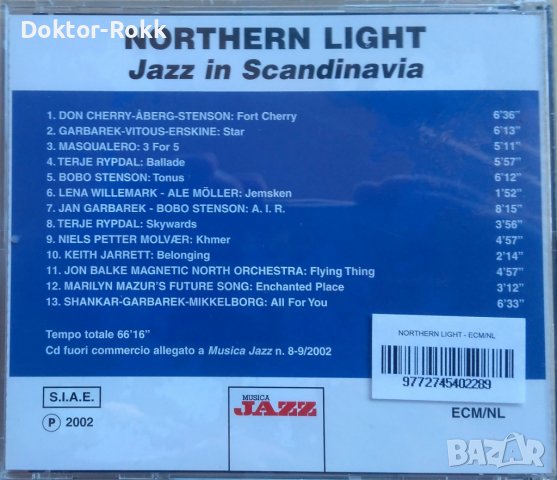 Doktor-Rokk
NORTHERN LIGHT
Jazz in Scandinavia
1. DON CHERRY-ÅBERG-STENSON: Fort Cherry 6'36"
2. GARBAREK-VITOUS-ERSKINE: Star 6'13"
3. MASQUALERO: 3 For 5 5'11"
4. TERJE RYPDAL: Ballade 5'57"
5. BOBO STENSON: Tonus 6'12"
6. LENA WILLEMARK - ALE MÖLLER: Jemsken 1'52"
7. JAN GARBAREK - BOBO STENSON: A. I. R. 8'15"
8. TERJE RYPDAL: Skywards 3'56"
9. NIELS PETTER MOLVÆR: Khmer 4'57"
10. KEITH JARRETT: Belonging 2'14"
11. JON BALKE MAGNETIC NORTH ORCHESTRA: Flying Thing 4'57"
12. MARILYN MAZUR'S FUTURE SONG: Enchanted Place 3'12"
13. SHANKAR-GARBAREK-MIKKELBORG: All For You 6'33"
Tempo totale 66'16"
Cd fuori commercio allegato a Musica Jazz n. 8-9/2002
NORTHERN LIGHT - ECM/NL
9772745402289
S.I.A.E.
P 2002
MUSICA
JAZZ
ECM/NL
BAZAR
bg